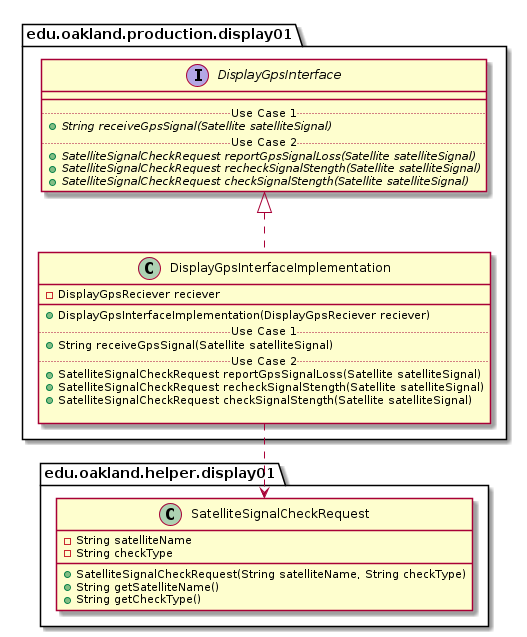 edu.oakland.production.display01
I DisplayGpsInterface
Use Case 1
String receiveGpsSignal(Satellite satelliteSignal)
Use Case 2
SatelliteSignalCheckRequest reportGpsSignalLoss(Satellite satelliteSignal)
SatelliteSignalCheckRequest recheckSignalStength(Satellite satelliteSignal)
SatelliteSignalCheckRequest checkSignalStength(Satellite satelliteSignal)
C DisplayGpsInterfaceImplementation
DisplayGpsReciever reciever
DisplayGpsInterfaceImplementation(DisplayGpsReciever reciever)
Use Case 1
String receiveGpsSignal(Satellite satelliteSignal)
Use Case 2
SatelliteSignalCheckRequest reportGpsSignalLoss(Satellite satelliteSignal)
SatelliteSignalCheckRequest recheckSignalStength(Satellite satelliteSignal)
SatelliteSignalCheckRequest checkSignalStength(Satellite satelliteSignal)
edu.oakland.helper.display01
C SatelliteSignalCheckRequest
String satelliteName
String checkType
SatelliteSignalCheckRequest(String satelliteName, String checkType)
String getSatelliteName()
String getCheckType()